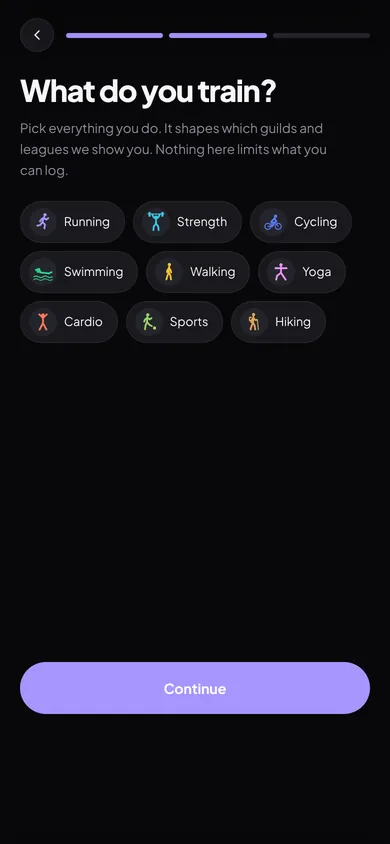 What do you train?
Pick everything you do. It shapes which guilds and
leagues we show you. Nothing here limits what you
can log.
Running Strength Cycling
Swimming Walking Yoga
Cardio Sports Hiking
Continue